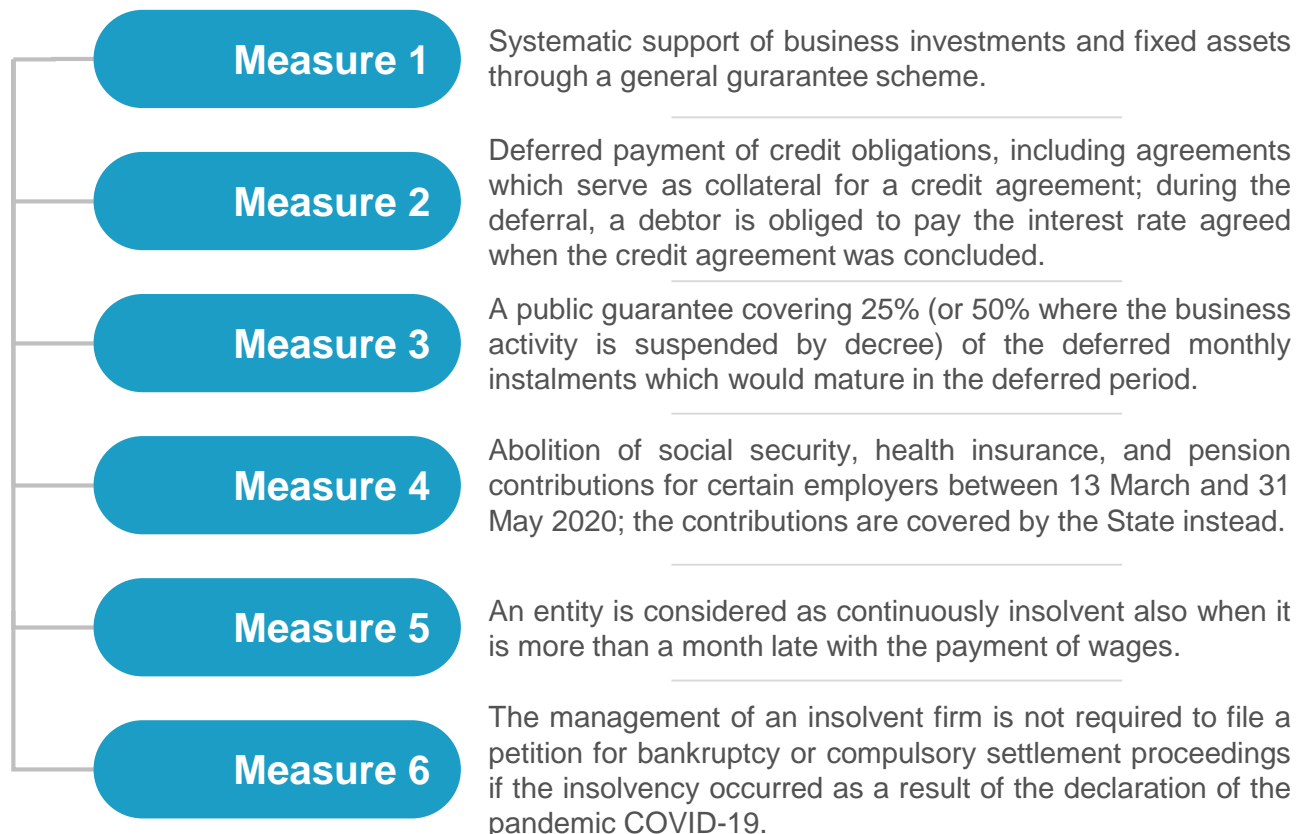 Measure 1
Systematic support of business investments and fixed assets
through a general gurarantee scheme.
Measure 2
Deferred payment of credit obligations, including agreements
which serve as collateral for a credit agreement; during the
deferral, a debtor is obliged to pay the interest rate agreed
when the credit agreement was concluded.
Measure 3
A public guarantee covering 25% (or 50% where the business
activity is suspended by decree) of the deferred monthly
instalments which would mature in the deferred period.
Measure 4
Abolition of social security, health insurance, and pension
contributions for certain employers between 13 March and 31
May 2020; the contributions are covered by the State instead.
Measure 5
An entity is considered as continuously insolvent also when it
is more than a month late with the payment of wages.
Measure 6
The management of an insolvent firm is not required to file a
petition for bankruptcy or compulsory settlement proceedings
if the insolvency occurred as a result of the declaration of the
pandemic COVID-19.